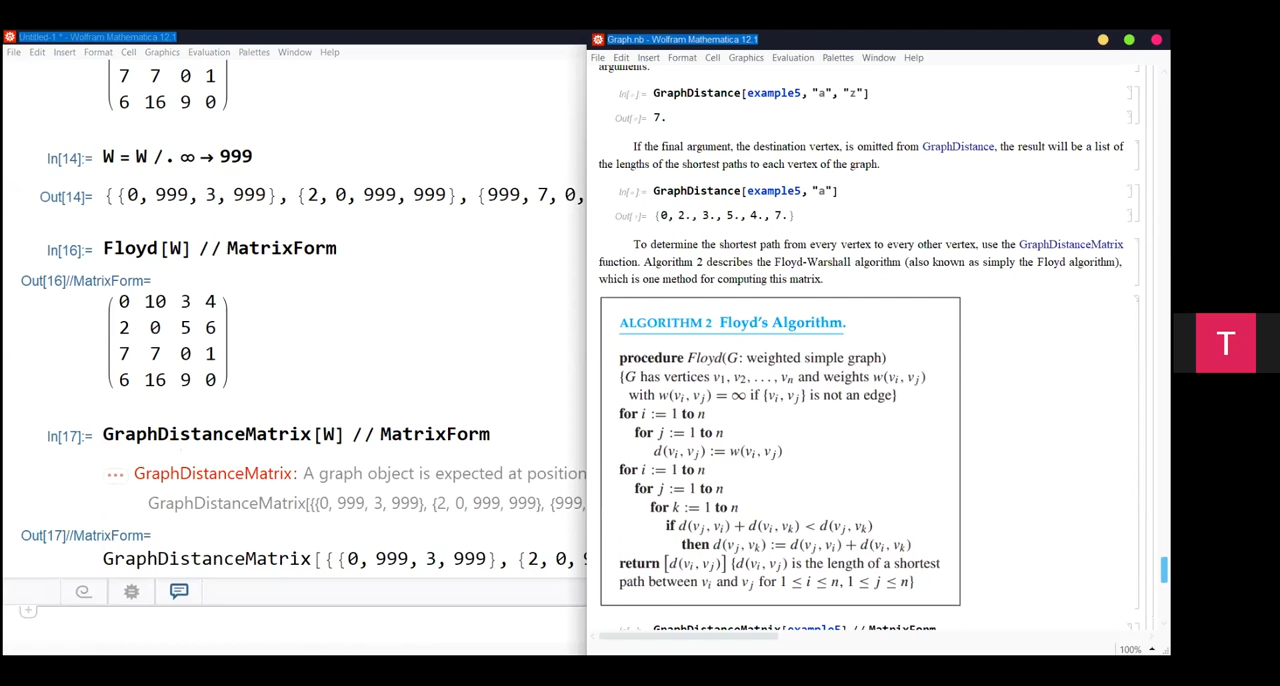 Untitled-1 * - Wolfram Mathematica 12.1
File Edit Insert Format Cell Graphics Evaluation Palettes Window Help
7 7 0 1
6 16 9 0
In[14]:= W = W /. ∞ → 999
Out[14]= {{0, 999, 3, 999}, {2, 0, 999, 999}, {999, 7, 0,
In[16]:= Floyd[W] // MatrixForm
Out[16]//MatrixForm=
0 10 3 4
2 0 5 6
7 7 0 1
6 16 9 0
In[17]:= GraphDistanceMatrix[W] // MatrixForm
... GraphDistanceMatrix: A graph object is expected at position
GraphDistanceMatrix[{{0, 999, 3, 999}, {2, 0, 999, 999}, {999,
Out[17]//MatrixForm=
GraphDistanceMatrix[{{0, 999, 3, 999}, {2, 0, 9
Graph.nb - Wolfram Mathematica 12.1
File Edit Insert Format Cell Graphics Evaluation Palettes Window Help
arguments.
In[∘]:= GraphDistance[example5, "a", "z"]
Out[∘]= 7.
If the final argument, the destination vertex, is omitted from GraphDistance, the result will be a list of
the lengths of the shortest paths to each vertex of the graph.
In[∘]:= GraphDistance[example5, "a"]
Out[∘]= {0, 2., 3., 5., 4., 7.}
To determine the shortest path from every vertex to every other vertex, use the GraphDistanceMatrix
function. Algorithm 2 describes the Floyd-Warshall algorithm (also known as simply the Floyd algorithm),
which is one method for computing this matrix.
ALGORITHM 2 Floyd's Algorithm.
procedure Floyd(G: weighted simple graph)
{G has vertices v₁, v₂, . . . , vₙ and weights w(vᵢ, vⱼ)
with w(vᵢ, vⱼ) = ∞ if {vᵢ, vⱼ} is not an edge}
for i := 1 to n
for j := 1 to n
d(vᵢ, vⱼ) := w(vᵢ, vⱼ)
for i := 1 to n
for j := 1 to n
for k := 1 to n
if d(vⱼ, vᵢ) + d(vᵢ, vₖ) < d(vⱼ, vₖ)
then d(vⱼ, vₖ) := d(vⱼ, vᵢ) + d(vᵢ, vₖ)
return [d(vᵢ, vⱼ)] {d(vᵢ, vⱼ) is the length of a shortest
path between vᵢ and vⱼ for 1 ≤ i ≤ n, 1 ≤ j ≤ n}
GraphDistanceMatrix[example5] // MatrixForm
100%
T